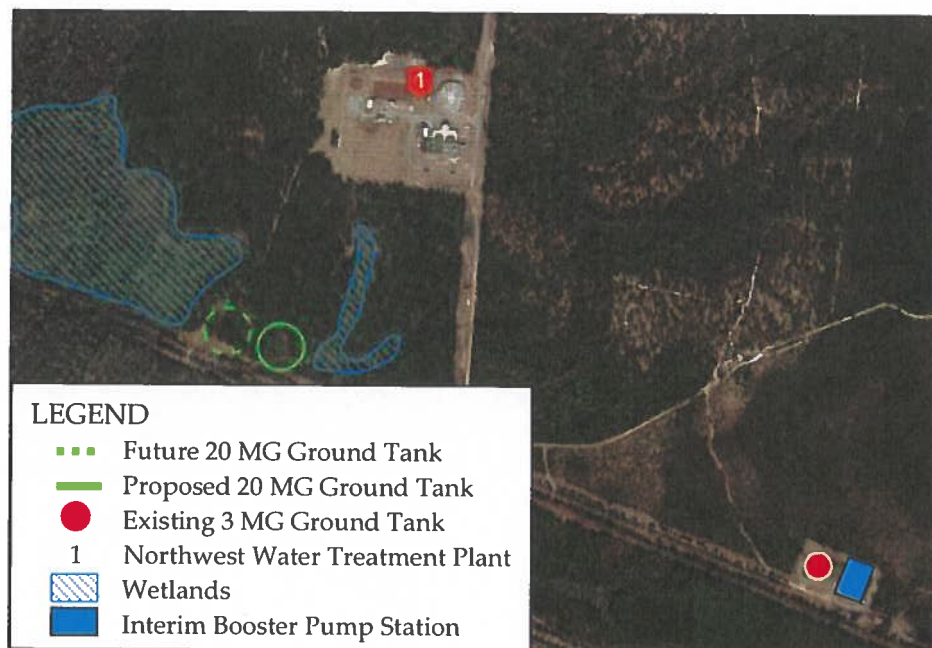 1
LEGEND
Future 20 MG Ground Tank
Proposed 20 MG Ground Tank
Existing 3 MG Ground Tank
1 Northwest Water Treatment Plant
Wetlands
Interim Booster Pump Station